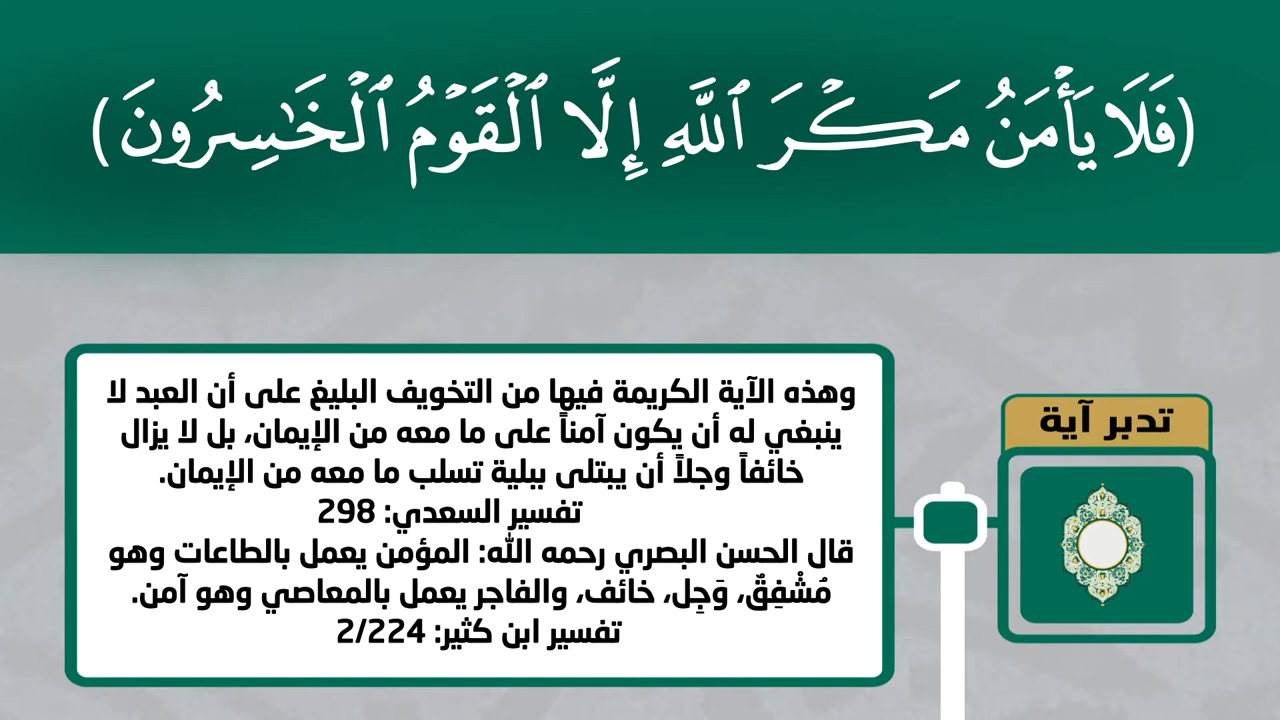 (فَلَا يَأْمَنُ مَكْرَ ٱللَّهِ إِلَّا ٱلْقَوْمُ ٱلْخَٰسِرُونَ)
تدبر آية
وهذه الآية الكريمة فيها من التخويف البليغ على أن العبد لا
ينبغي له أن يكون آمناً على ما معه من الإيمان، بل لا يزال
خائفاً وجلاً أن يبتلى ببلية تسلب ما معه من الإيمان.
تفسير السعدي: 298
قال الحسن البصري رحمه الله: المؤمن يعمل بالطاعات وهو
مُشْفِقٌ، وَجِل، خائف، والفاجر يعمل بالمعاصي وهو آمن.
تفسير ابن كثير: 2/224